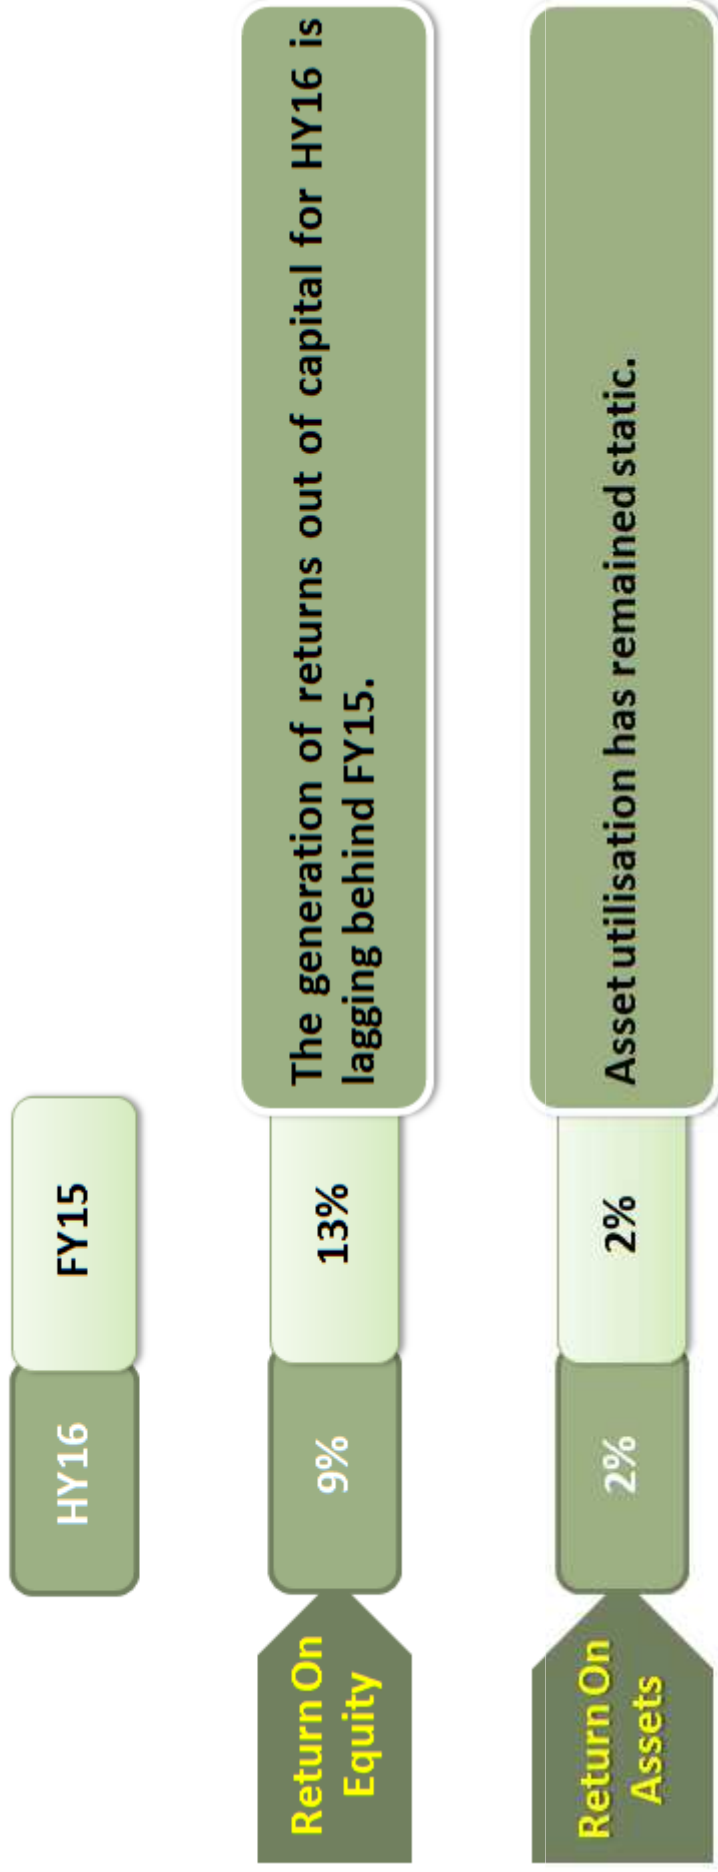 HY16
FY15
Return On
Equity
9%
13%
The generation of returns out of capital for HY16 is
lagging behind FY15.
Return On
Assets
2%
2%
Asset utilisation has remained static.